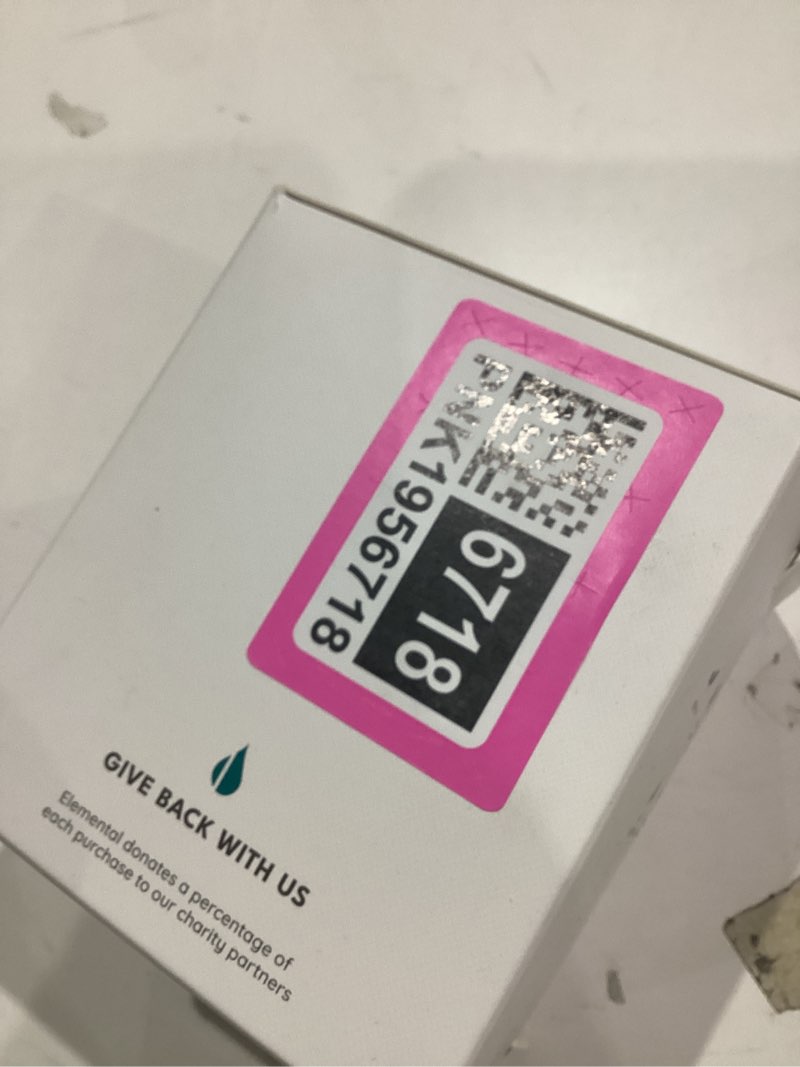 PNK1956718
6718
GIVE BACK WITH US
Elemental donates a percentage of
each purchase to our charity partners